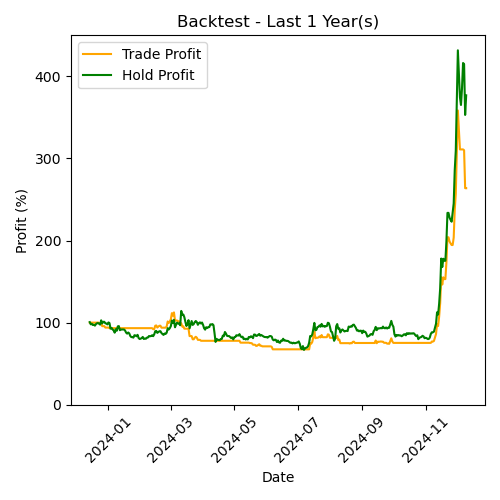 Backtest - Last 1 Year(s)
Trade Profit
Hold Profit
Profit (%)
400
300
200
100
0
2024-01
2024-03
2024-05
2024-07
2024-09
2024-11
Date